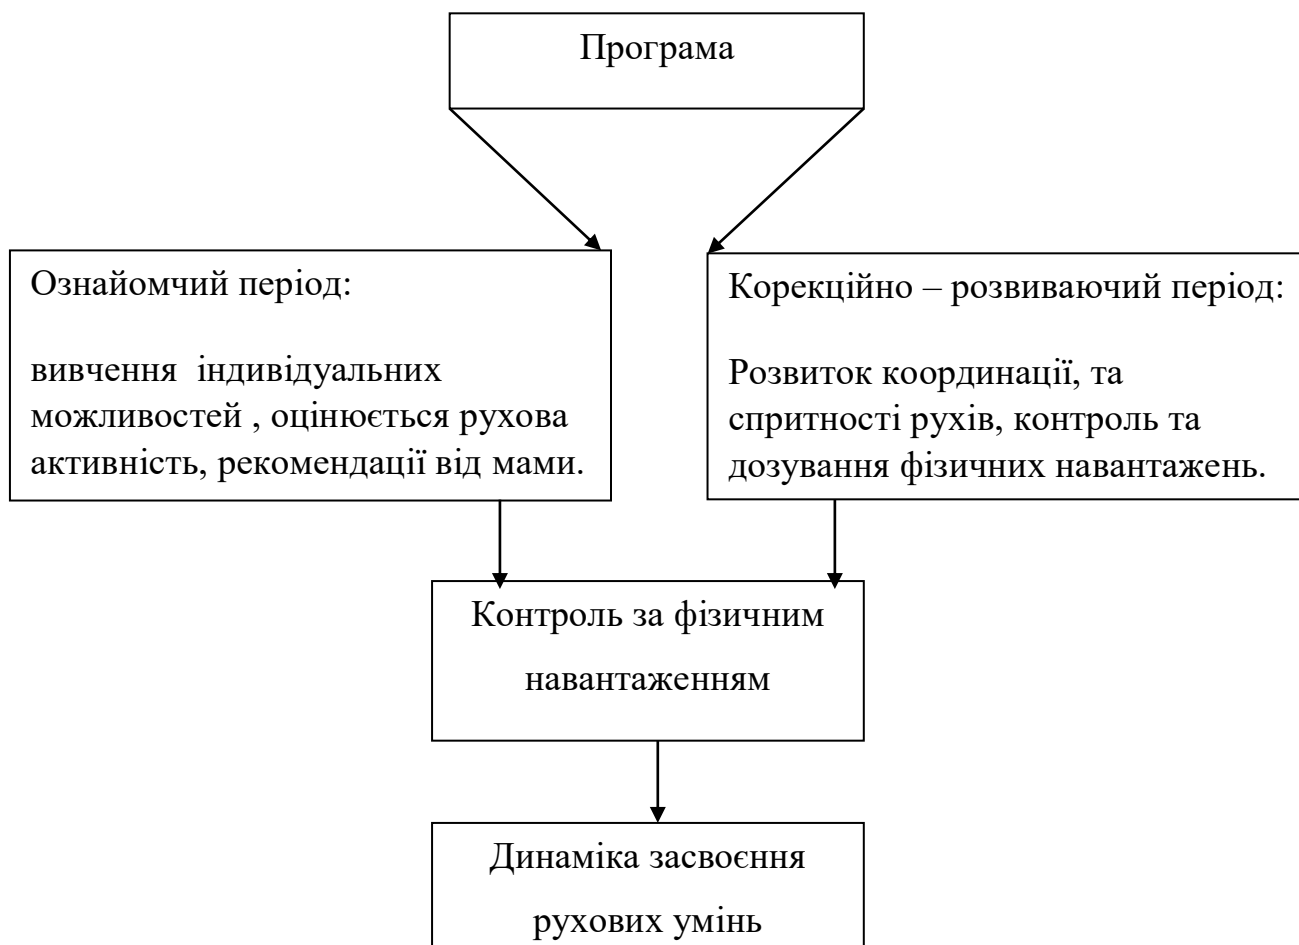 Програма
Ознайомчий період:
вивчення  індивідуальних
можливостей , оцінюється рухова
активність, рекомендації від мами.
Корекційно – розвиваючий період:
Розвиток координації, та
спритності рухів, контроль та
дозування фізичних навантажень.
Контроль за фізичним
навантаженням
Динаміка засвоєння
рухових умінь